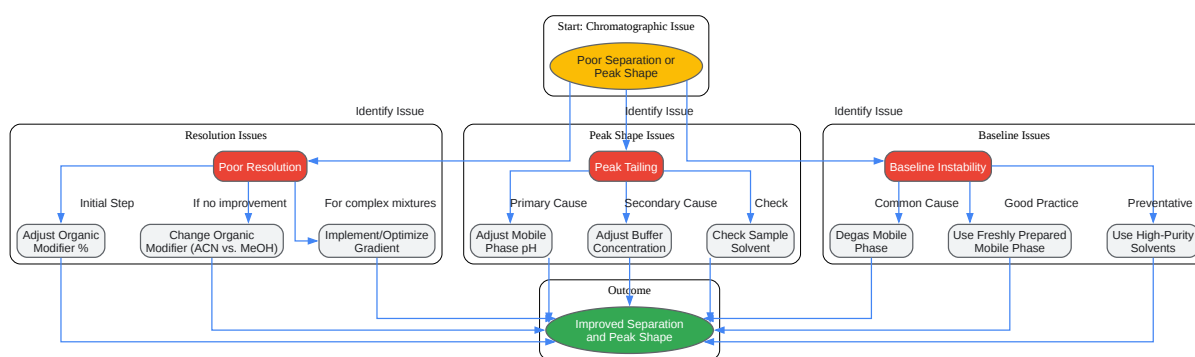 Start: Chromatographic Issue
Poor Separation or
Peak Shape
Identify Issue
Identify Issue
Identify Issue
Resolution Issues
Poor Resolution
Initial Step
If no improvement
For complex mixtures
Adjust Organic
Modifier %
Change Organic
Modifier (ACN vs. MeOH)
Implement/Optimize
Gradient
Peak Shape Issues
Peak Tailing
Primary Cause
Secondary Cause
Check
Adjust Mobile
Phase pH
Adjust Buffer
Concentration
Check Sample
Solvent
Baseline Issues
Baseline Instability
Common Cause
Good Practice
Preventative
Degas Mobile
Phase
Use Freshly Prepared
Mobile Phase
Use High-Purity
Solvents
Outcome
Improved Separation
and Peak Shape